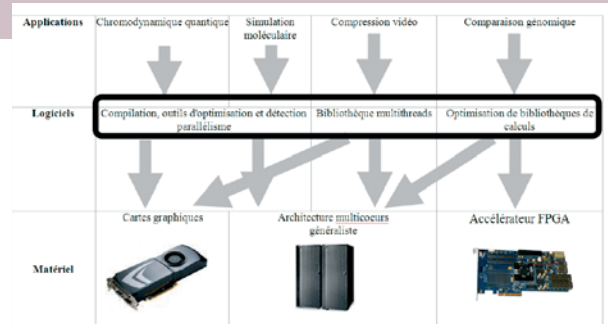 Applications Chromodynamique quantique Simulation moléculaire Compression vidéo Comparaison génomique
Logiciels Compilation, outils d'optimisation et détection parallélisme Bibliothèque multithreads Optimisation de bibliothèques de calculs
Cartes graphiques Architecture multicoeurs généraliste Accélérateur FPGA
Matériel